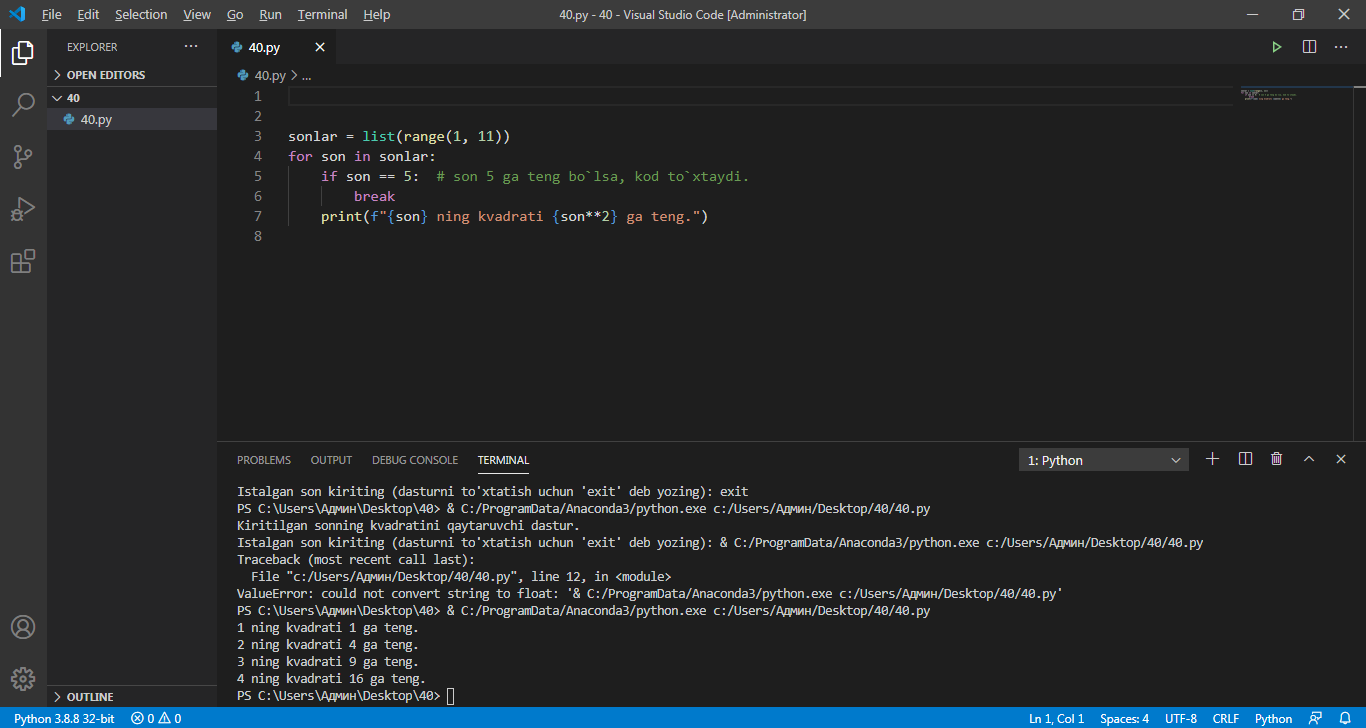 File Edit Selection View Go Run Terminal Help 40.py - 40 - Visual Studio Code [Administrator]
EXPLORER ···
OPEN EDITORS
40
40.py
40.py
40.py > ...
1
2
3 sonlar = list(range(1, 11))
4 for son in sonlar:
5 if son == 5:  # son 5 ga teng bo`lsa, kod to`xtaydi.
6 break
7 print(f"{son} ning kvadrati {son**2} ga teng.")
8
PROBLEMS OUTPUT DEBUG CONSOLE TERMINAL 1: Python
Istalgan son kiriting (dasturni to'xtatish uchun 'exit' deb yozing): exit
PS C:\Users\Админ\Desktop\40> & C:/ProgramData/Anaconda3/python.exe c:/Users/Админ/Desktop/40/40.py
Kiritilgan sonning kvadratini qaytaruvchi dastur.
Istalgan son kiriting (dasturni to'xtatish uchun 'exit' deb yozing): & C:/ProgramData/Anaconda3/python.exe c:/Users/Админ/Desktop/40/40.py
Traceback (most recent call last):
File "c:/Users/Админ/Desktop/40/40.py", line 12, in <module>
ValueError: could not convert string to float: '& C:/ProgramData/Anaconda3/python.exe c:/Users/Админ/Desktop/40/40.py'
PS C:\Users\Админ\Desktop\40> & C:/ProgramData/Anaconda3/python.exe c:/Users/Админ/Desktop/40/40.py
1 ning kvadrati 1 ga teng.
2 ning kvadrati 4 ga teng.
3 ning kvadrati 9 ga teng.
4 ning kvadrati 16 ga teng.
PS C:\Users\Админ\Desktop\40>
OUTLINE
Python 3.8.8 32-bit 0 0 Ln 1, Col 1 Spaces: 4 UTF-8 CRLF Python